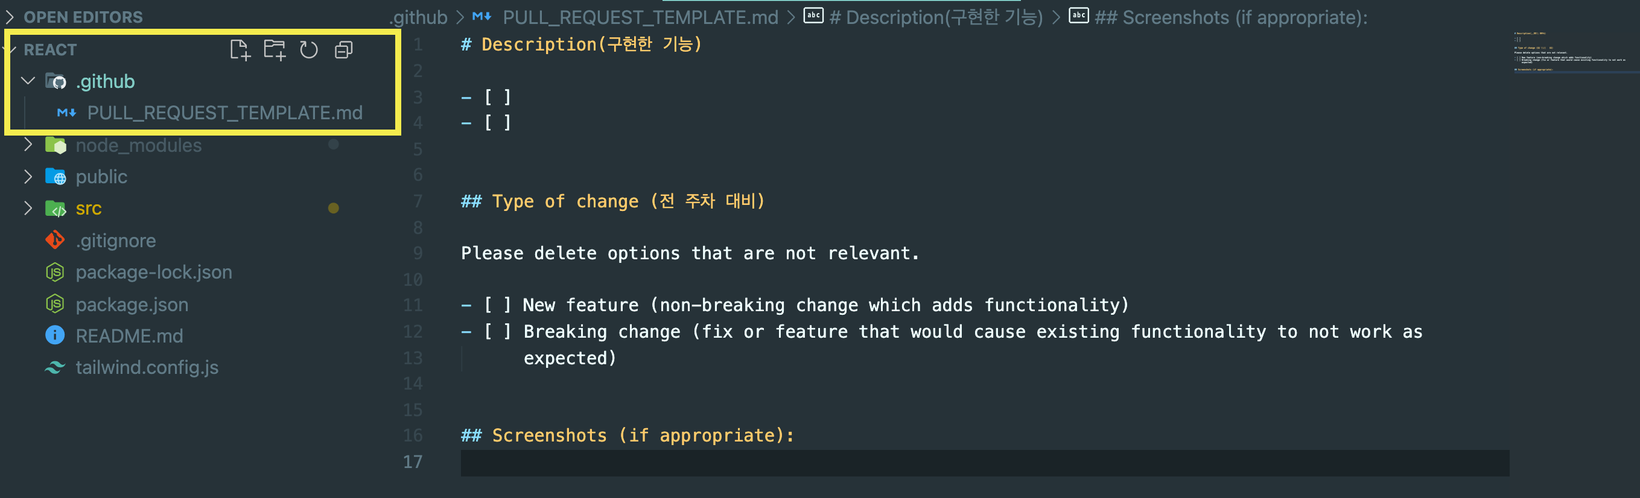 OPEN EDITORS
REACT
.github
PULL_REQUEST_TEMPLATE.md
node_modules
public
src
.gitignore
package-lock.json
package.json
README.md
tailwind.config.js
.github > PULL_REQUEST_TEMPLATE.md > abc # Description(구현한 기능) > abc ## Screenshots (if appropriate):
1 # Description(구현한 기능)
2
3 - [ ]
4 - [ ]
5
6
7 ## Type of change (전 주차 대비)
8
9 Please delete options that are not relevant.
10
11 - [ ] New feature (non-breaking change which adds functionality)
12 - [ ] Breaking change (fix or feature that would cause existing functionality to not work as
13 expected)
14
15
16 ## Screenshots (if appropriate):
17